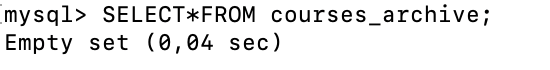 mysql> SELECT*FROM courses_archive;
Empty set (0,04 sec)